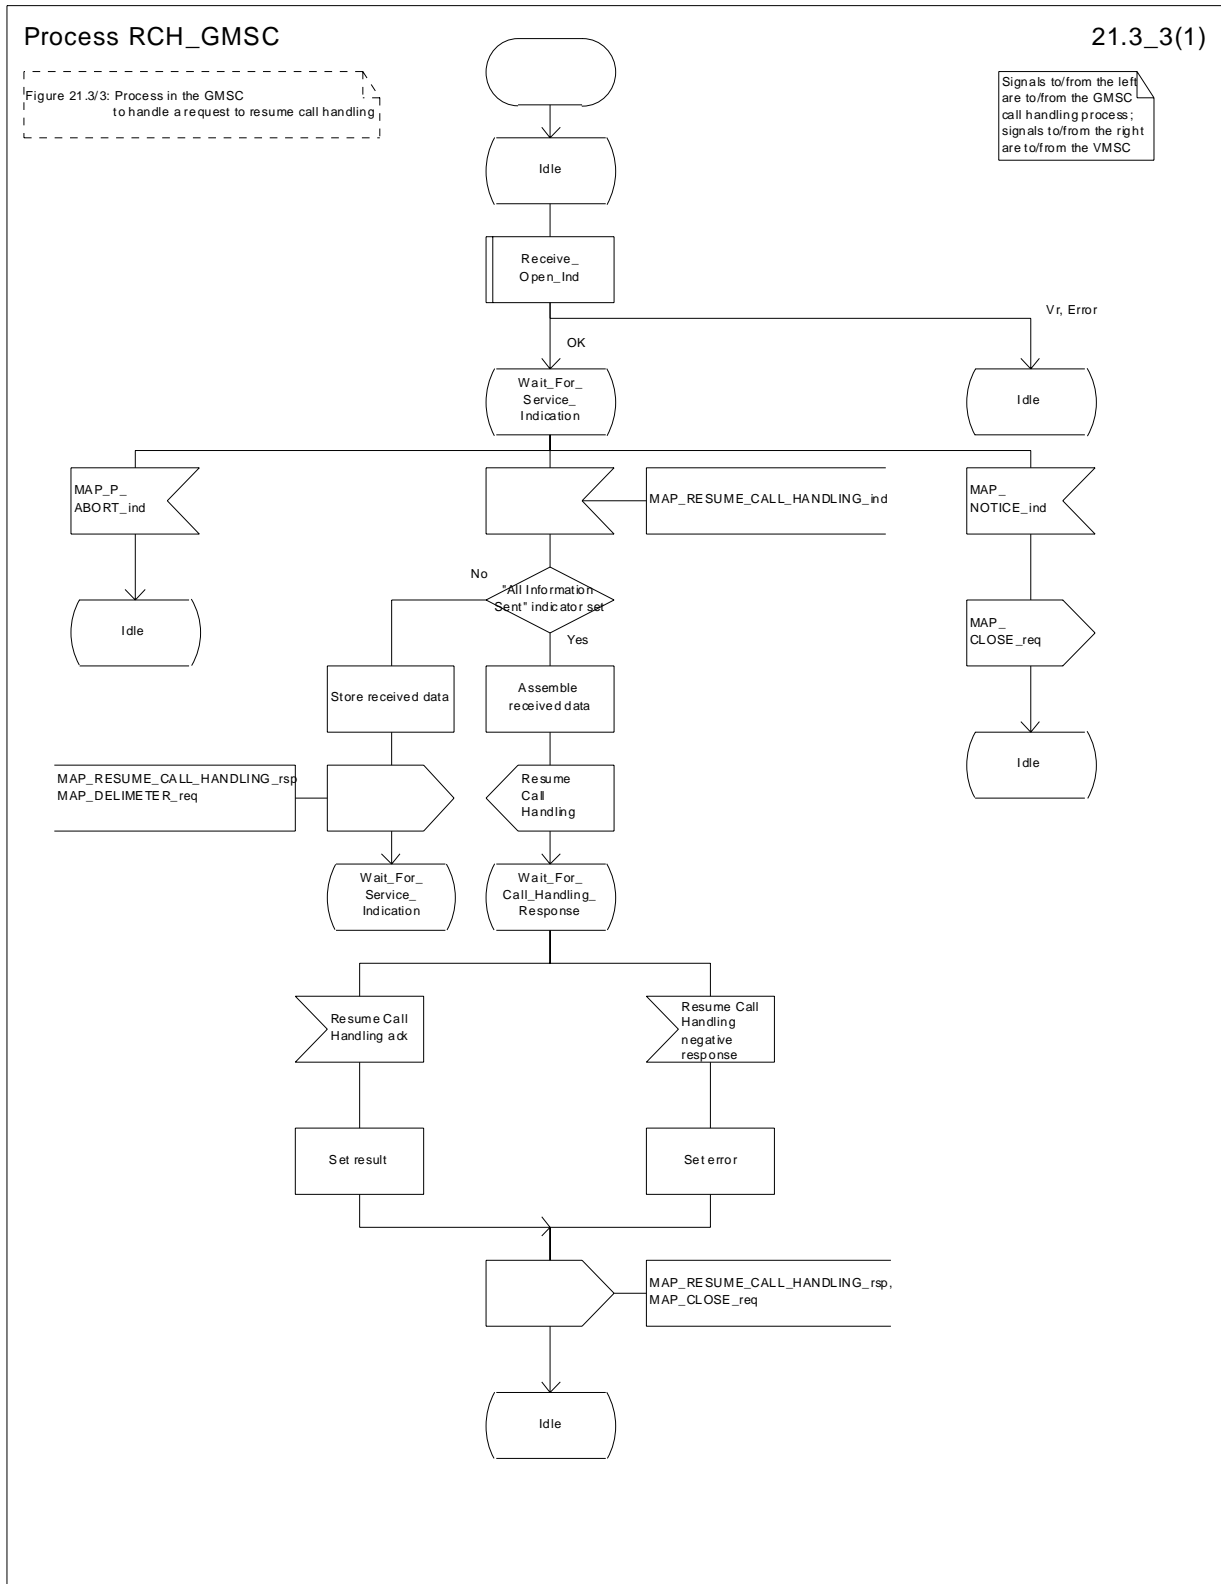 Process RCH_GMSC
21.3_3(1)
Figure 21.3/3: Process in the GMSC
to handle a request to resume call handling
Signals to/from the left
are to/from the GMSC
call handling process;
signals to/from the right
are to/from the VMSC
Idle
Receive_
Open_Ind
Vr, Error
OK
Wait_For_
Service_
Indication
Idle
MAP_P_
ABORT_ind
MAP_RESUME_CALL_HANDLING_ind
MAP_
NOTICE_ind
No
"All Information
Sent" indicator set
Yes
Idle
MAP_
CLOSE_req
Store received data
Assemble
received data
Idle
MAP_RESUME_CALL_HANDLING_rsp
MAP_DELIMETER_req
Resume
Call
Handling
Wait_For_
Service_
Indication
Wait_For_
Call_Handling_
Response
Resume Call
Handling ack
Resume Call
Handling
negative
response
Set result
Set error
MAP_RESUME_CALL_HANDLING_rsp,
MAP_CLOSE_req
Idle